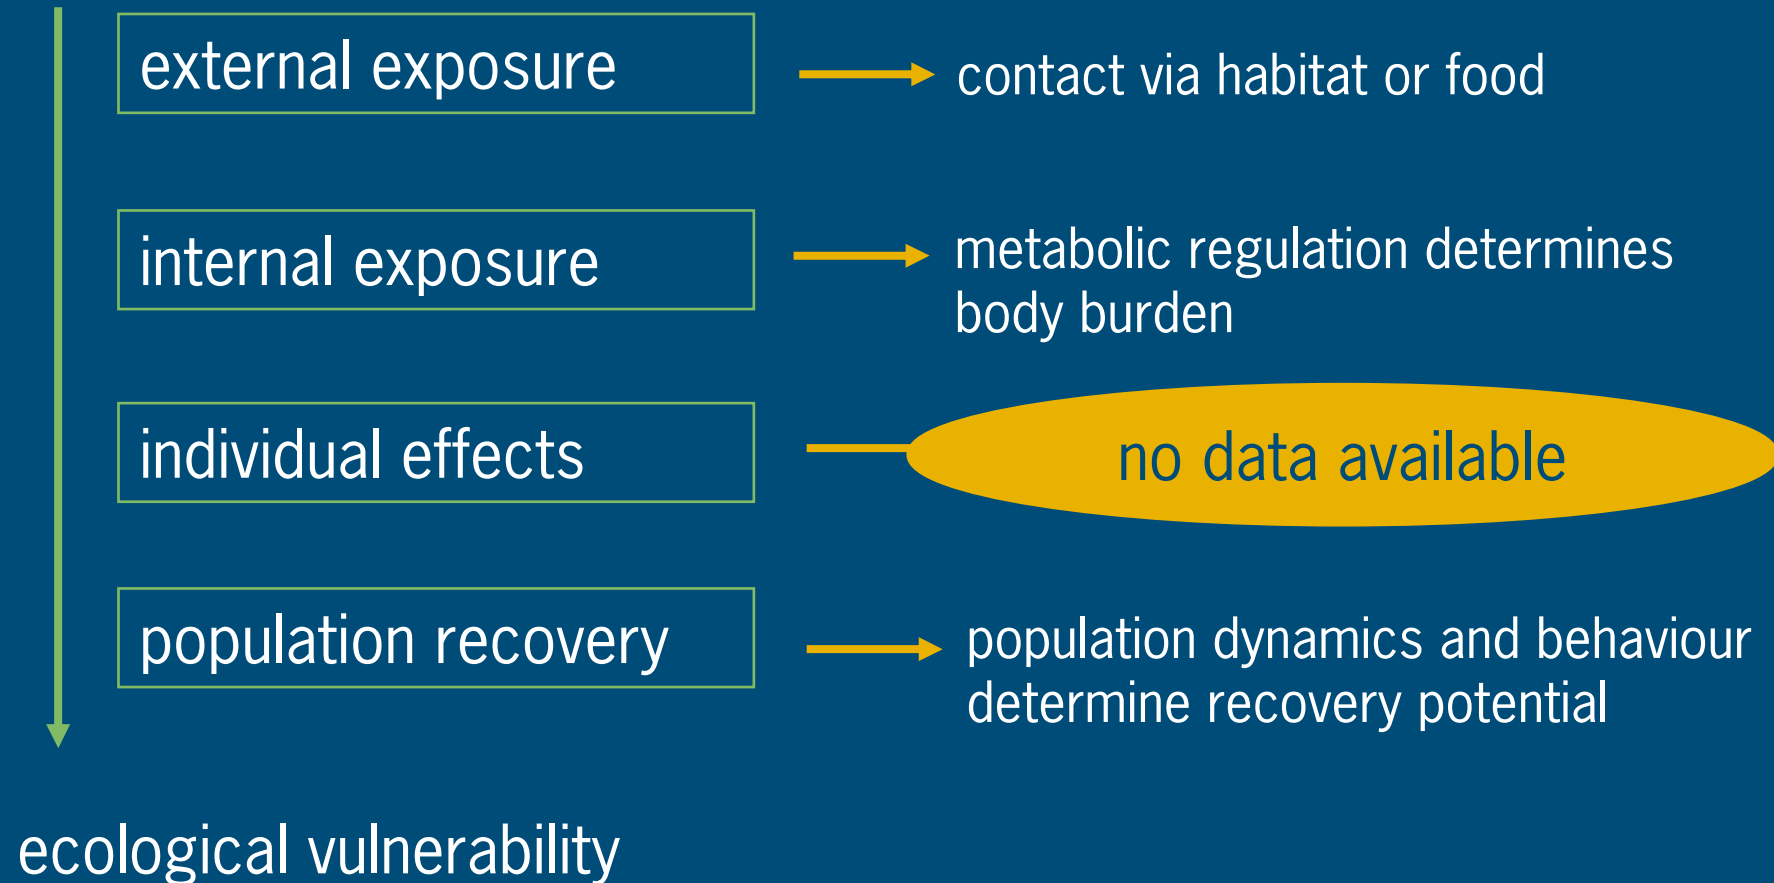 external exposure
contact via habitat or food
internal exposure
metabolic regulation determines
body burden
individual effects
no data available
population recovery
population dynamics and behaviour
determine recovery potential
ecological vulnerability